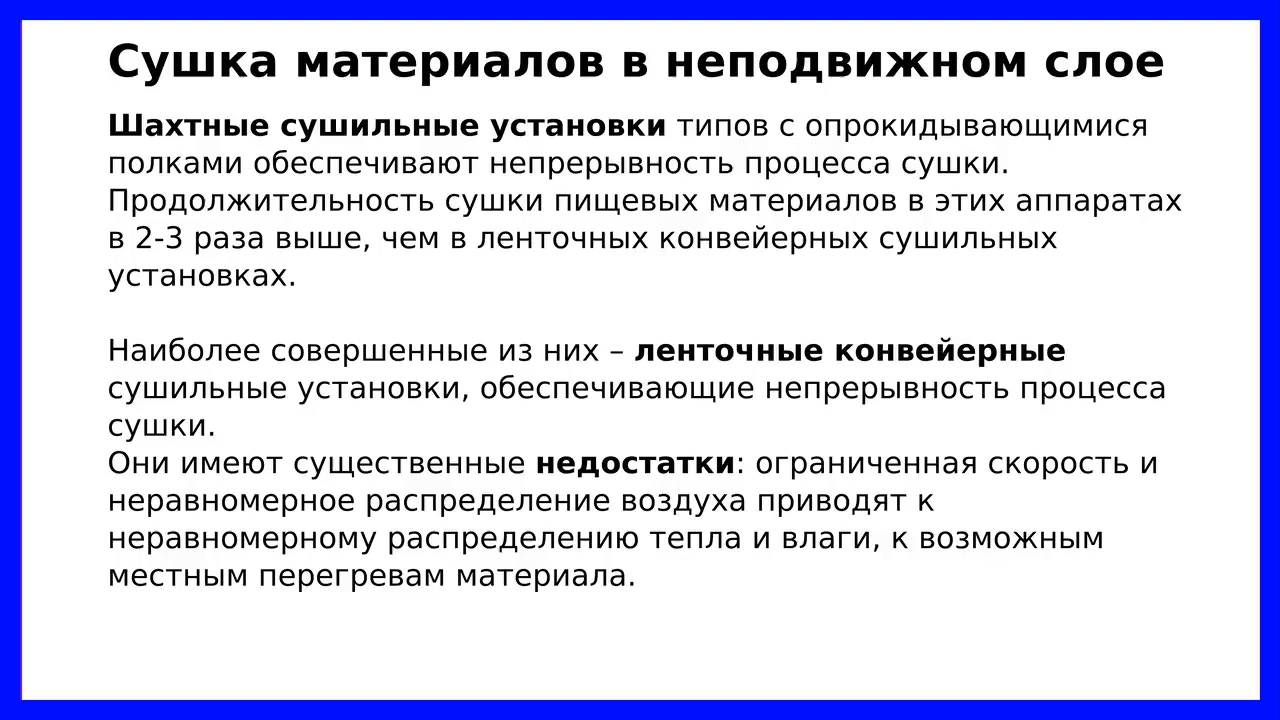 Сушка материалов в неподвижном слое
Шахтные сушильные установки типов с опрокидывающимися
полками обеспечивают непрерывность процесса сушки.
Продолжительность сушки пищевых материалов в этих аппаратах
в 2-3 раза выше, чем в ленточных конвейерных сушильных
установках.
Наиболее совершенные из них – ленточные конвейерные
сушильные установки, обеспечивающие непрерывность процесса
сушки.
Они имеют существенные недостатки: ограниченная скорость и
неравномерное распределение воздуха приводят к
неравномерному распределению тепла и влаги, к возможным
местным перегревам материала.